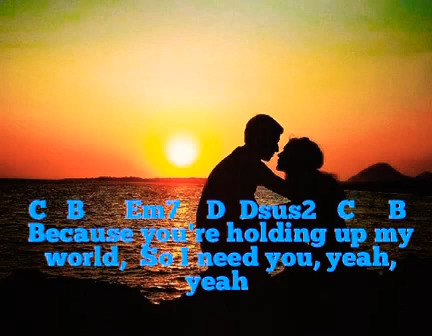 C B Em7 D Dsus2 C B
Because you're holding up my
world, So I need you, yeah,
yeah